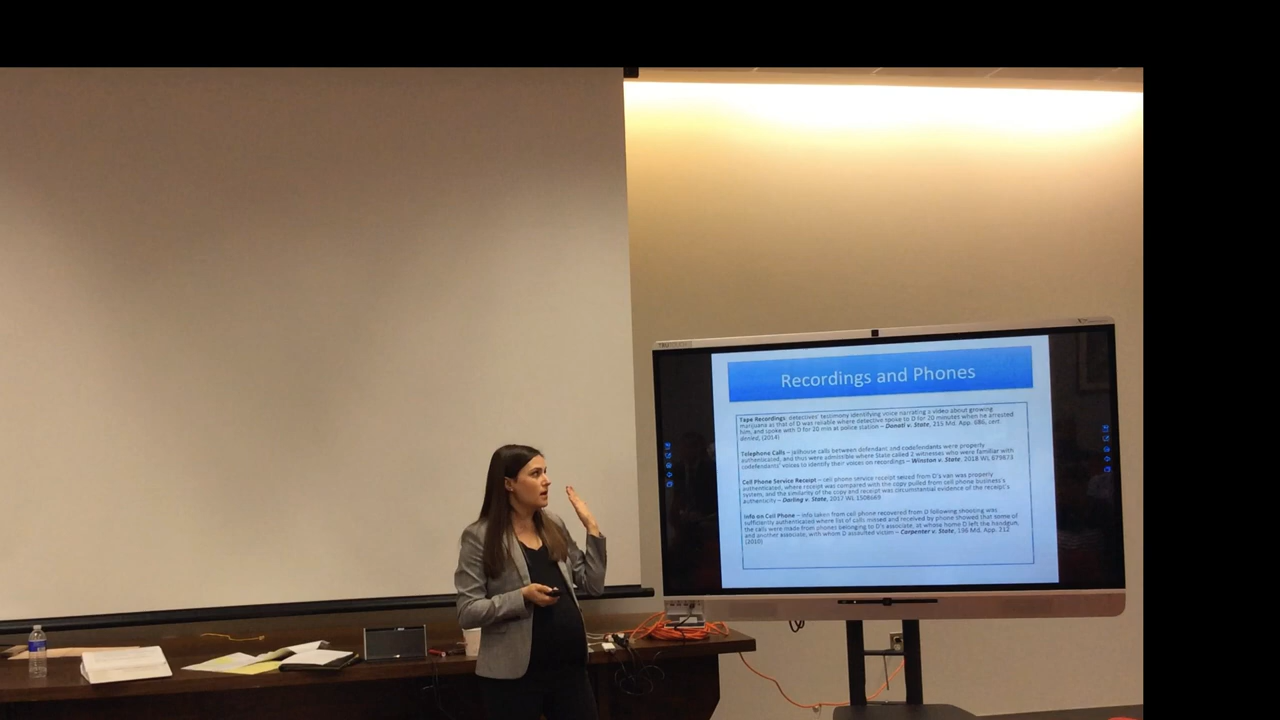 TRUTOUCH
Recordings and Phones
Tape Recordings: detectives' testimony identifying voice narrating a video about growing
marijuana as that of D was reliable where detective spoke to D for 20 minutes when he arrested
him, and spoke with D for 20 min at police station – Donati v. State, 215 Md. App. 686, cert.
denied, (2014)
Telephone Calls – jailhouse calls between defendant and codefendants were properly
authenticated, and thus were admissible where State called 2 witnesses who were familiar with
codefendants' voices to identify their voices on recordings – Winston v. State, 2018 WL 679873
Cell Phone Service Receipt – cell phone service receipt seized from D's van was properly
authenticated, where receipt was compared with the copy pulled from cell phone business's
system, and the similarity of the copy and receipt was circumstantial evidence of the receipt's
authenticity – Darling v. State, 2017 WL 1508669
Info on Cell Phone – info taken from cell phone recovered from D following shooting was
sufficiently authenticated where list of calls missed and received by phone showed that some of
the calls were made from phones belonging to D's associate, at whose home D left the handgun,
and another associate, with whom D assaulted victim – Carpenter v. State, 196 Md. App. 212
(2010)